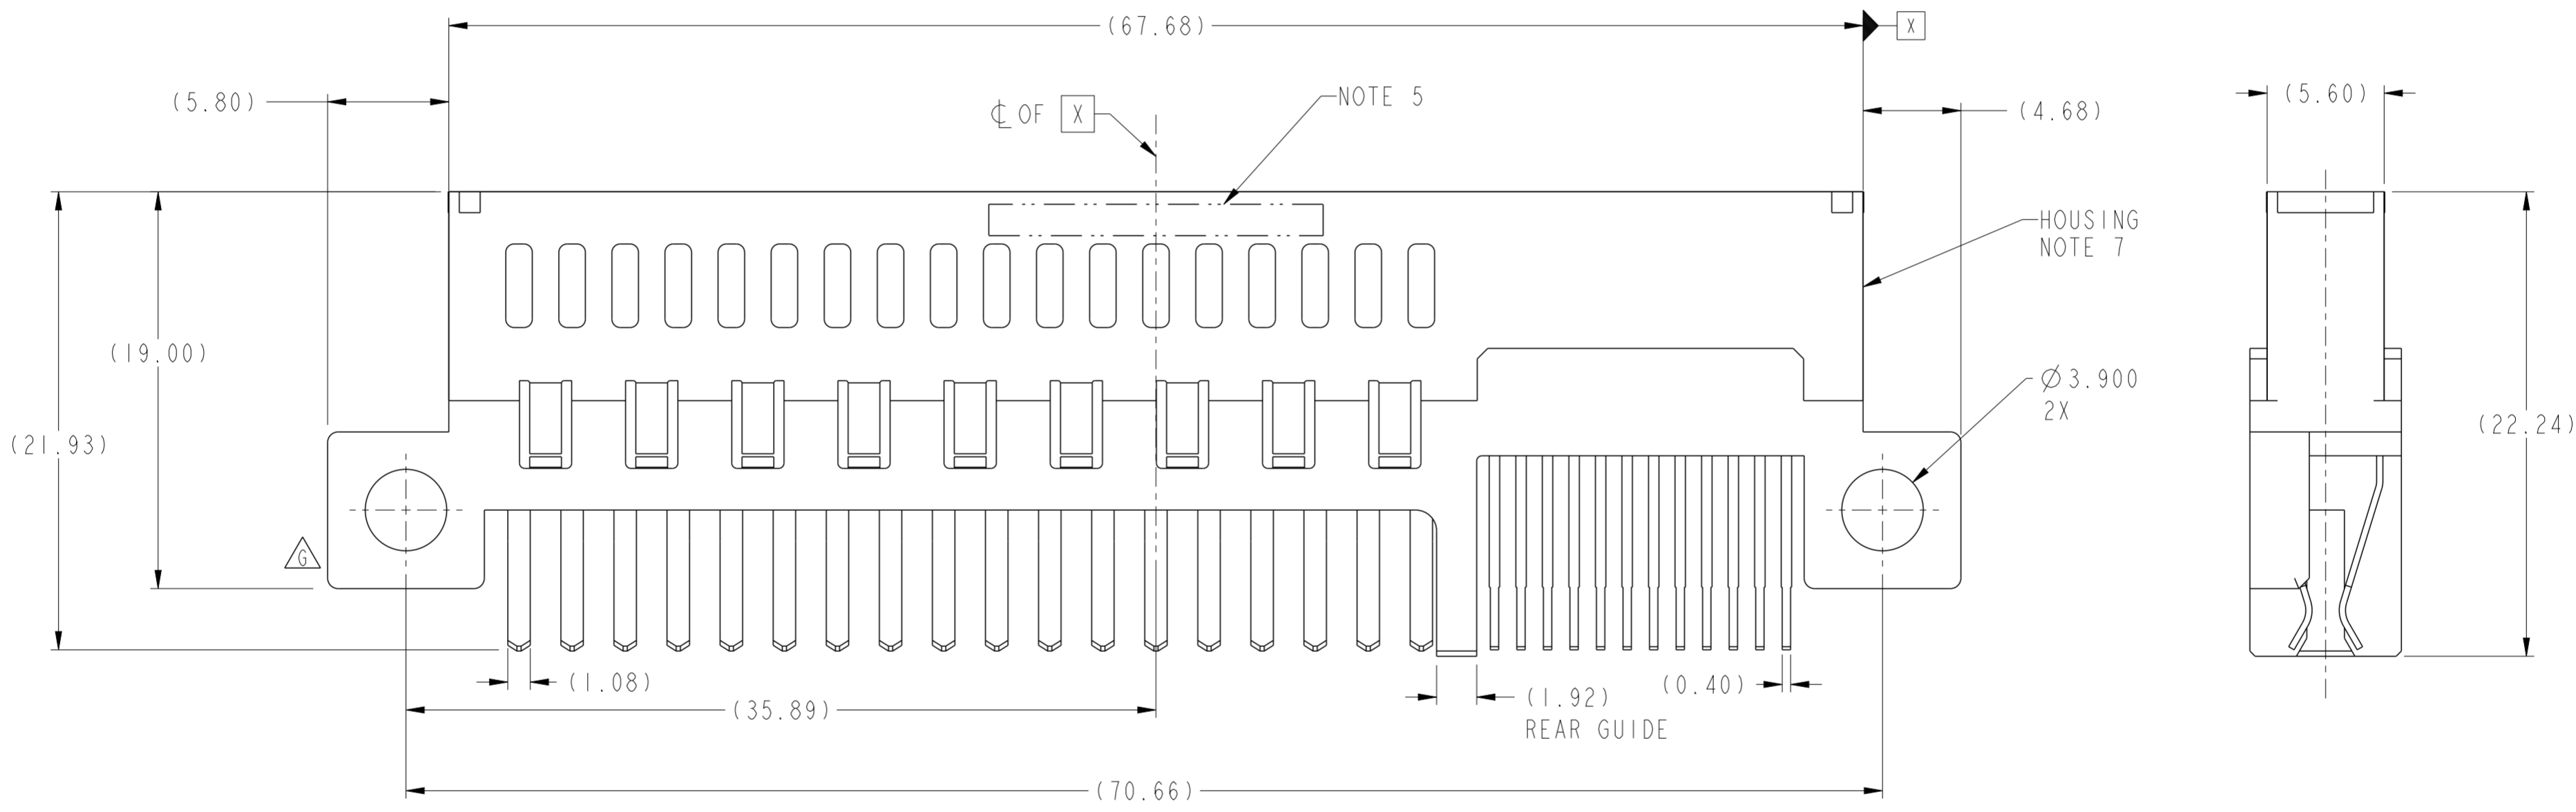 (67.68)
X
(5.80)
NOTE 5
℄ OF X
(4.68)
(5.60)
HOUSING
NOTE 7
(19.00)
Ø3.900
2X
(21.93)
(22.24)
G
(1.08)
(0.40)
(1.92)
REAR GUIDE
(35.89)
(70.66)